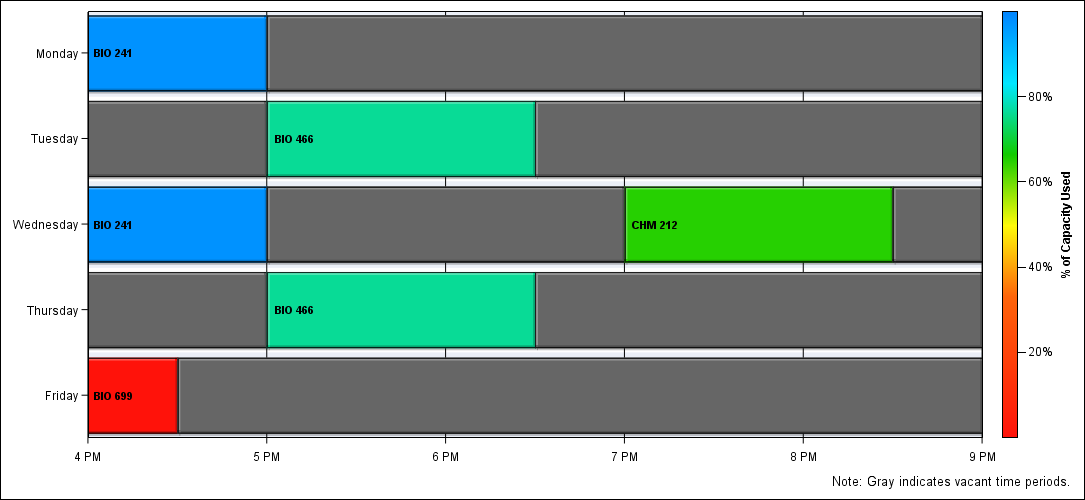 Monday
BIO 241
Tuesday
BIO 466
Wednesday
BIO 241
CHM 212
Thursday
BIO 466
Friday
BIO 699
4 PM
5 PM
6 PM
7 PM
8 PM
9 PM
80%
60%
40%
20%
% of Capacity Used
Note: Gray indicates vacant time periods.